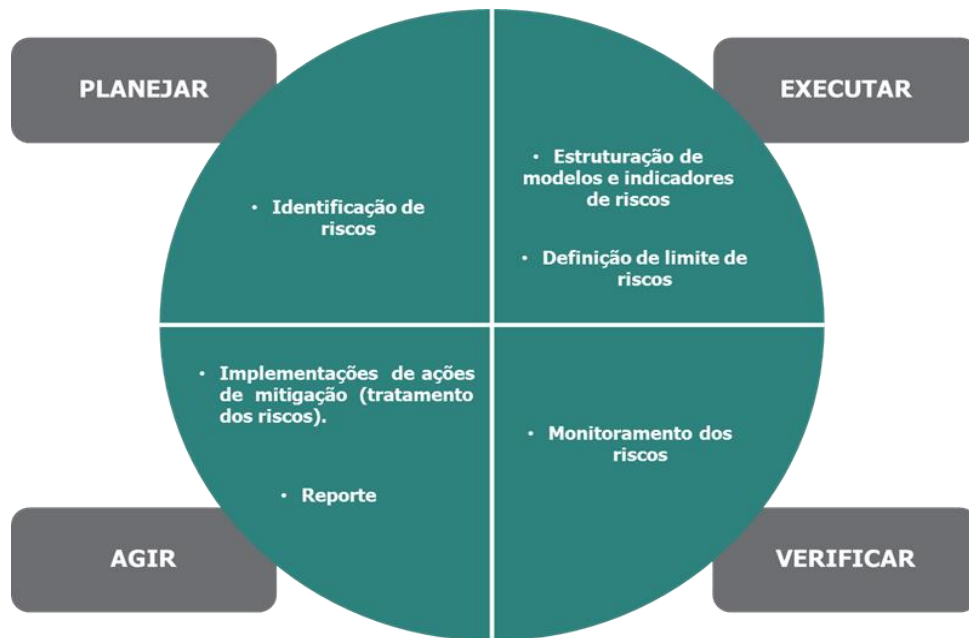 PLANEJAR
EXECUTAR
• Identificação de
riscos
• Estruturação de
modelos e indicadores
de riscos
• Definição de limite de
riscos
• Implementações de ações
de mitigação (tratamento
dos riscos).
• Reporte
• Monitoramento dos
riscos
AGIR
VERIFICAR